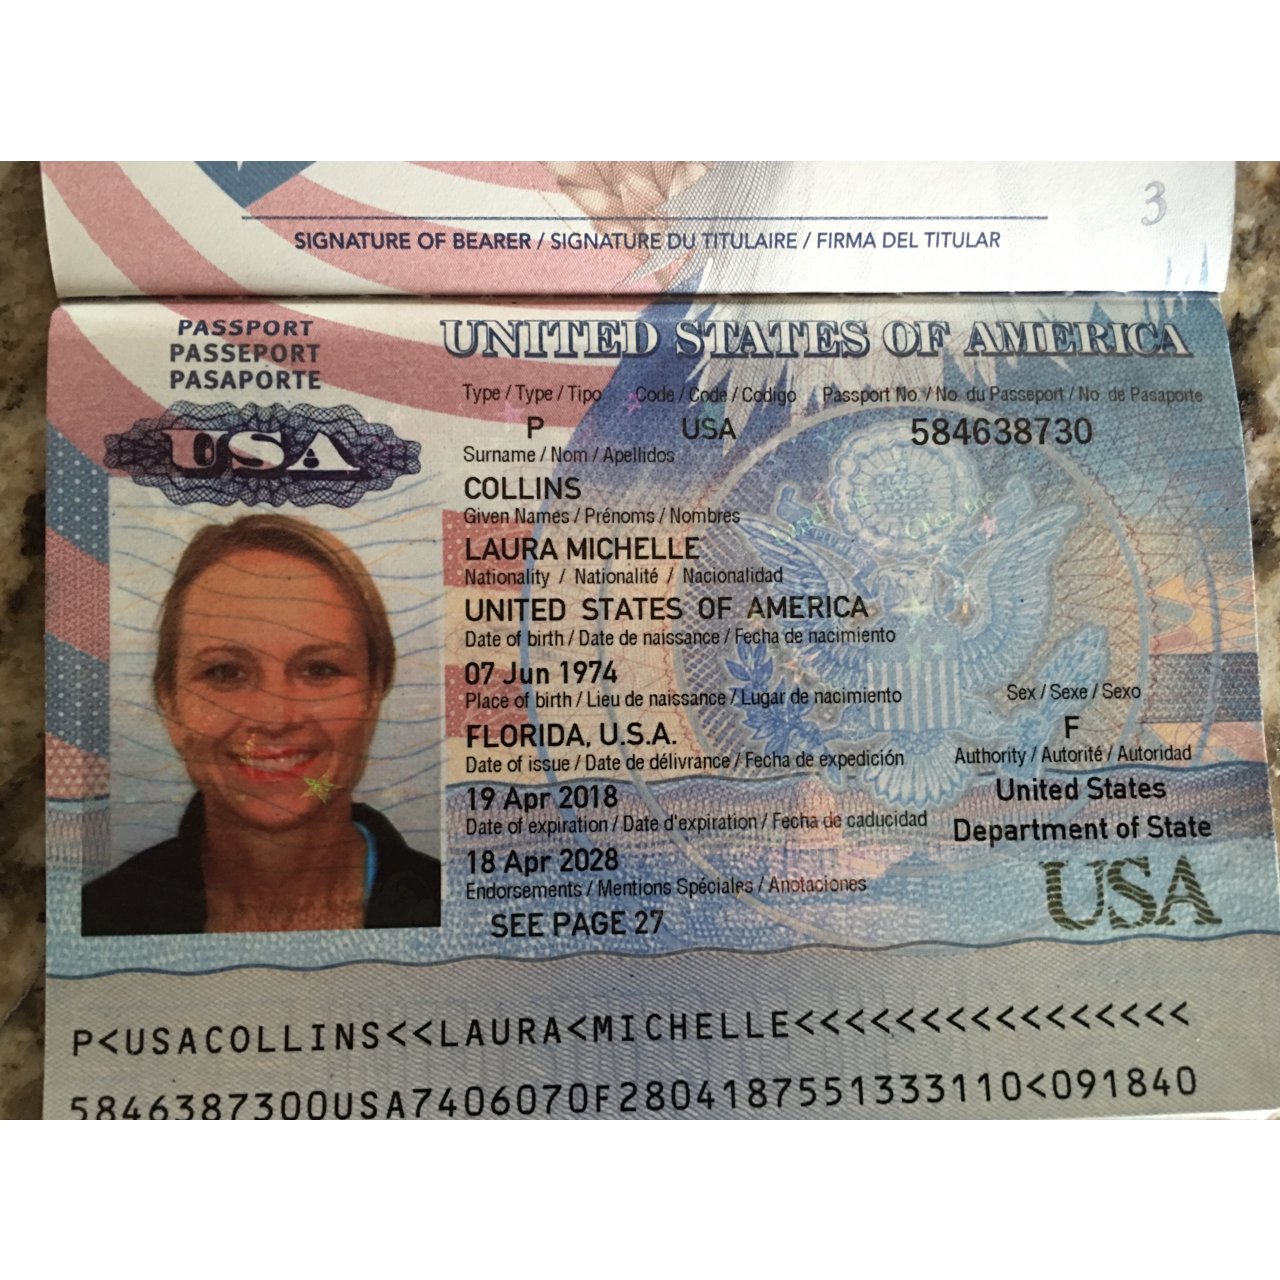 3
SIGNATURE OF BEARER / SIGNATURE DU TITULAIRE / FIRMA DEL TITULAR
PASSPORT
PASSEPORT
PASAPORTE
USA
UNITED STATES OF AMERICA
Type / Type / Tipo Code / Code / Codigo Passport No. / No. du Passeport / No. de Pasaporte
P USA 584638730
Surname / Nom / Apellidos
COLLINS
Given Names / Prénoms / Nombres
LAURA MICHELLE
Nationality / Nationalité / Nacionalidad
UNITED STATES OF AMERICA
Date of birth / Date de naissance / Fecha de nacimiento
07 Jun 1974
Place of birth / Lieu de naissance / Lugar de nacimiento Sex / Sexe / Sexo
FLORIDA, U.S.A. F
Date of issue / Date de délivrance / Fecha de expedición Authority / Autorité / Autoridad
19 Apr 2018 United States
Date of expiration / Date d'expiration / Fecha de caducidad Department of State
18 Apr 2028
Endorsements / Mentions Spéciales / Anotaciones
SEE PAGE 27
USA
P<USACOLLINS<<LAURA<MICHELLE<<<<<<<<<<<<<<<<
5846387300USA7406070F2804187551333110<091840